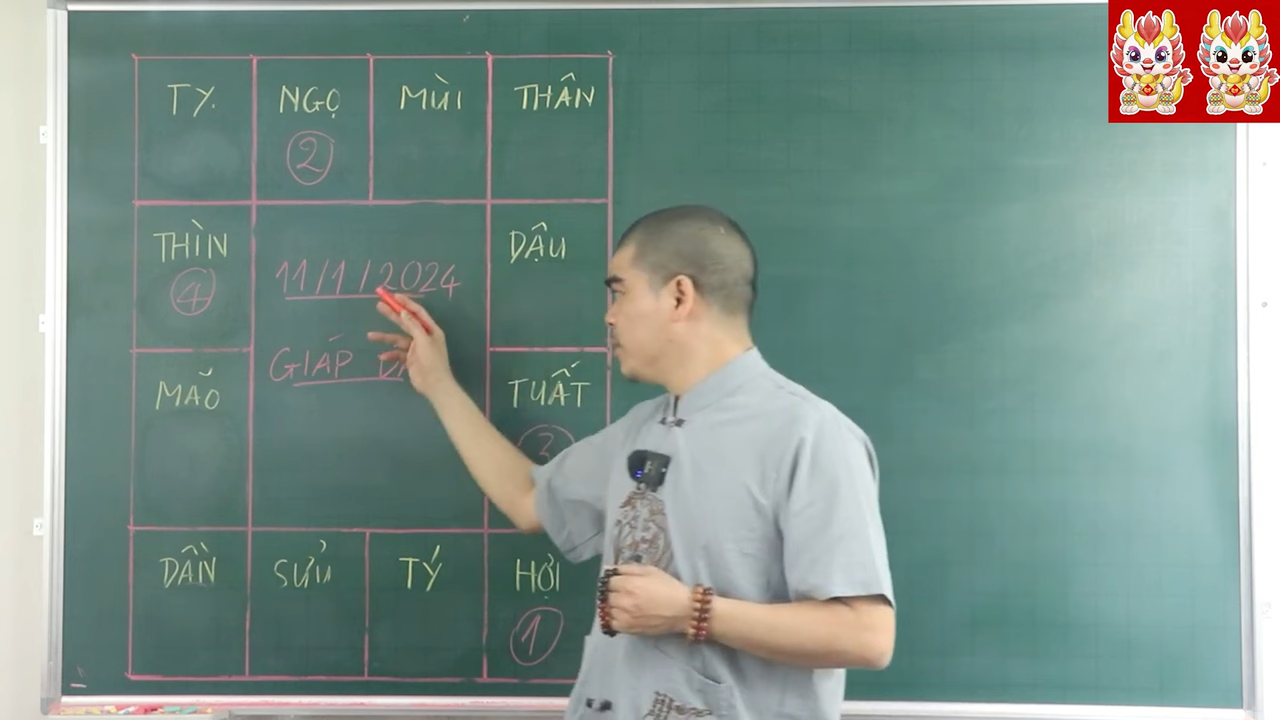 TỴ.
NGỌ
2
MÙI
THÂN
THÌN
4
11/1/2024
GIÁP
DẬU
MÃO
TUẤT
3
DẦN
SỬU
TÝ
HỢI
1